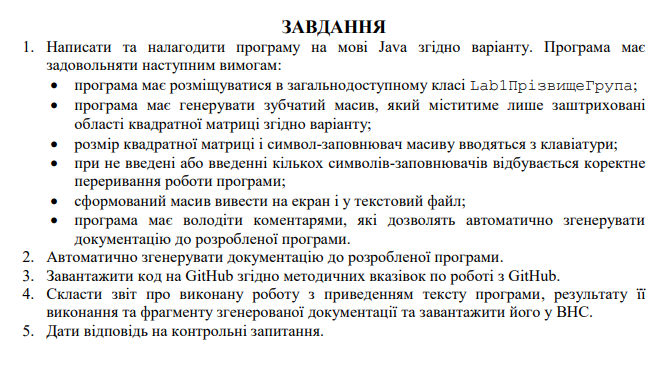 ЗАВДАННЯ
1. Написати та налагодити програму на мові Java згідно варіанту. Програма має
задовольняти наступним вимогам:
• програма має розміщуватися в загальнодоступному класі Lab1ПрізвищеГрупа;
• програма має генерувати зубчатий масив, який міститиме лише заштриховані
області квадратної матриці згідно варіанту;
• розмір квадратної матриці і символ-заповнювач масиву вводяться з клавіатури;
• при не введені або введенні кількох символів-заповнювачів відбувається коректне
переривання роботи програми;
• сформований масив вивести на екран і у текстовий файл;
• програма має володіти коментарями, які дозволять автоматично згенерувати
документацію до розробленої програми.
2. Автоматично згенерувати документацію до розробленої програми.
3. Завантажити код на GitHub згідно методичних вказівок по роботі з GitHub.
4. Скласти звіт про виконану роботу з приведенням тексту програми, результату її
виконання та фрагменту згенерованої документації та завантажити його у ВНС.
5. Дати відповідь на контрольні запитання.